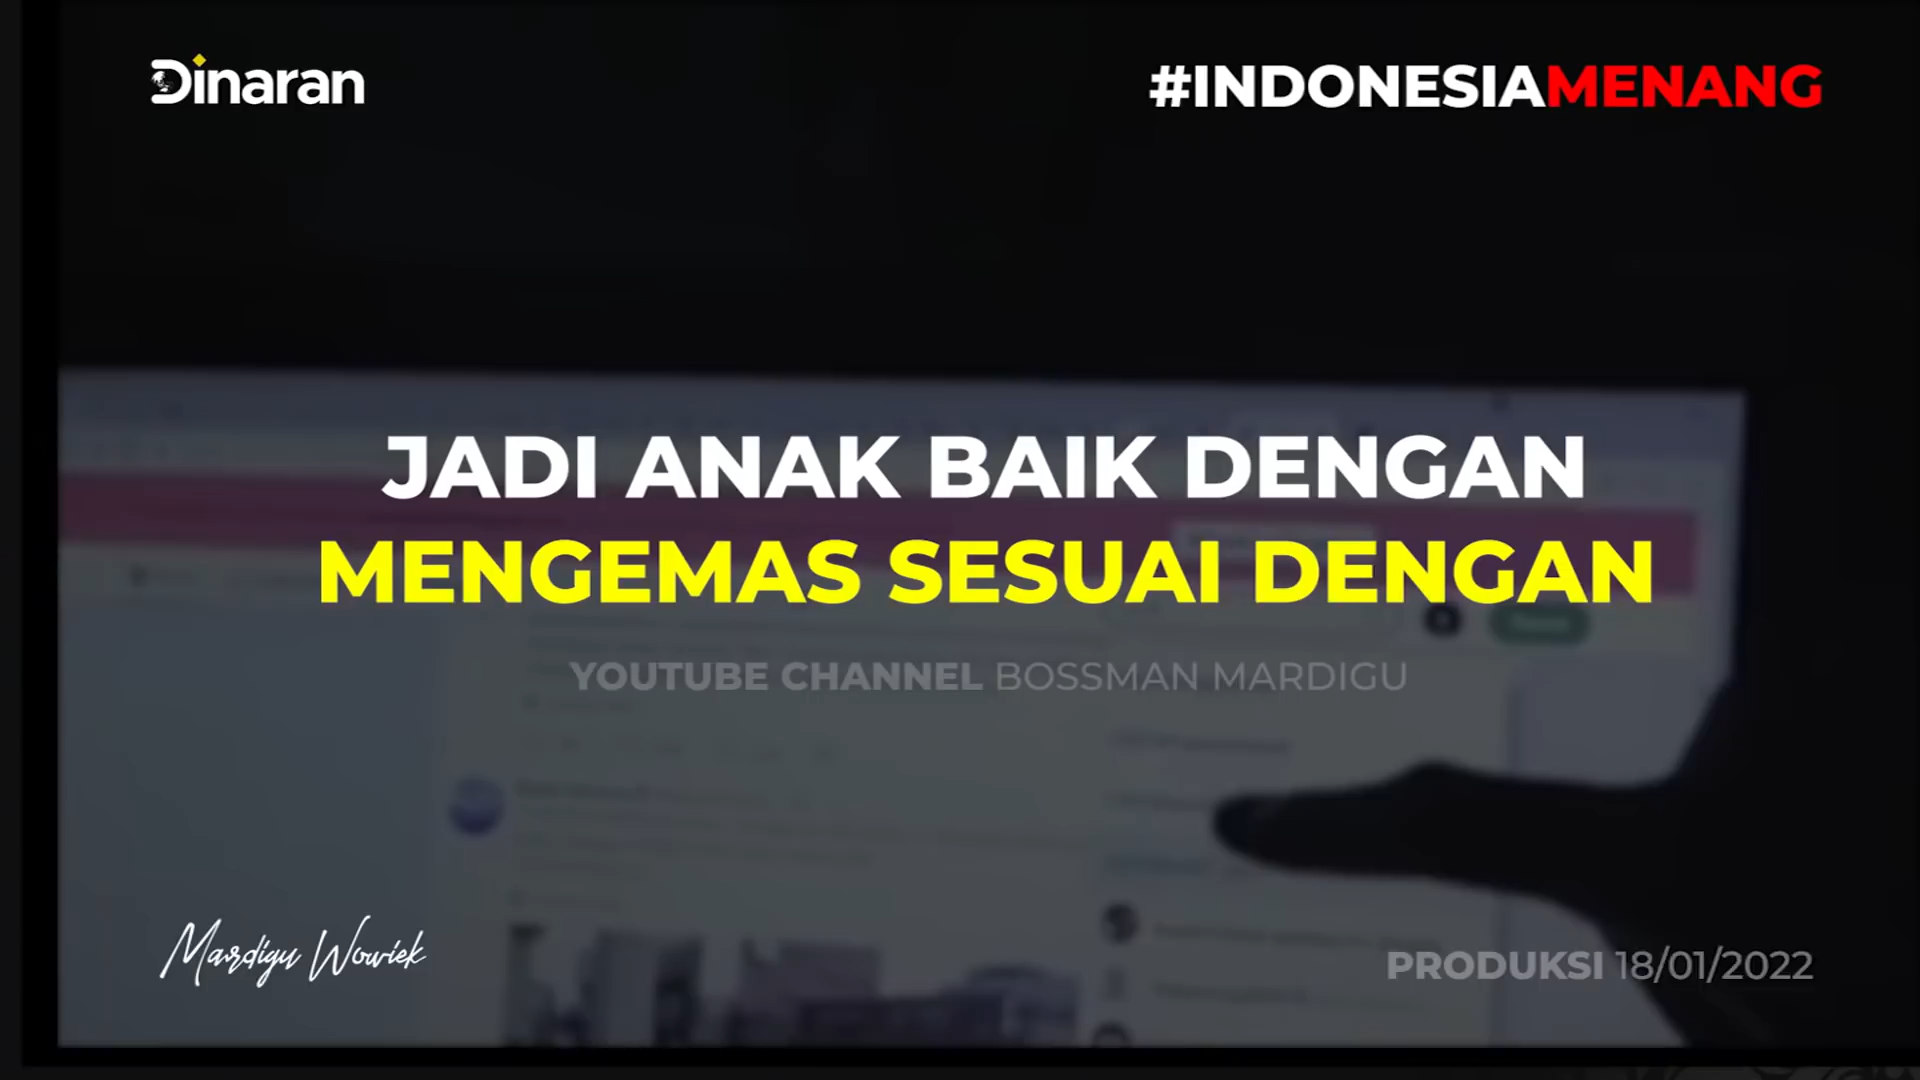 Dinaran
#INDONESIAMENANG
JADI ANAK BAIK DENGAN
MENGEMAS SESUAI DENGAN
YOUTUBE CHANNEL BOSSMAN MARDIGU
Mardigu Wowiek
PRODUKSI 18/01/2022